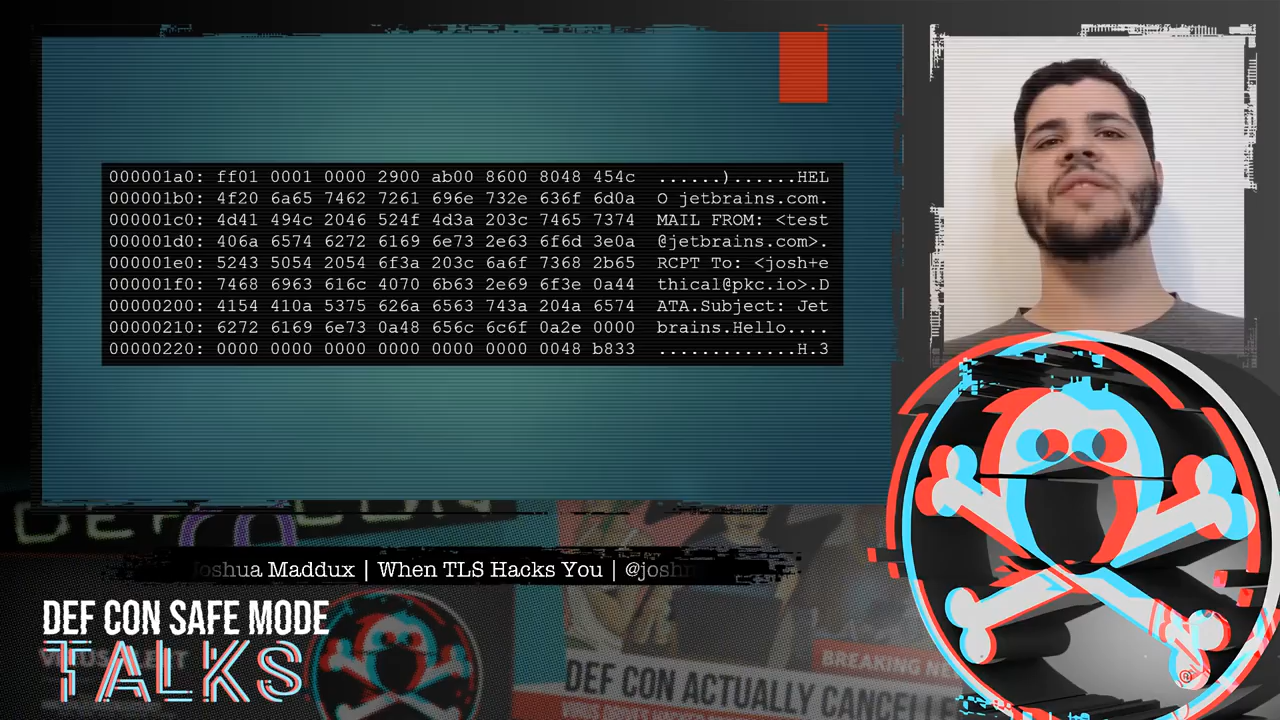 000001a0: ff01 0001 0000 2900 ab00 8600 8048 454c ......)......HEL
000001b0: 4f20 6a65 7462 7261 696e 732e 636f 6d0a O jetbrains.com.
000001c0: 4d41 494c 2046 524f 4d3a 203c 7465 7374 MAIL FROM: <test
000001d0: 406a 6574 6272 6169 6e73 2e63 6f6d 3e0a @jetbrains.com>.
000001e0: 5243 5054 2054 6f3a 203c 6a6f 7368 2b65 RCPT To: <josh+e
000001f0: 7468 6963 616c 4070 6b63 2e69 6f3e 0a44 thical@pkc.io>.D
00000200: 4154 410a 5375 626a 6563 743a 204a 6574 ATA.Subject: Jet
00000210: 6272 6169 6e73 0a48 656c 6c6f 0a2e 0000 brains.Hello....
00000220: 0000 0000 0000 0000 0000 0000 0048 b833 .............H.3
DEF CON
Joshua Maddux | When TLS Hacks You | @josh
DEF CON SAFE MODE
TALKS
BREAKING NE
DEF CON ACTUALLY CANCELLE